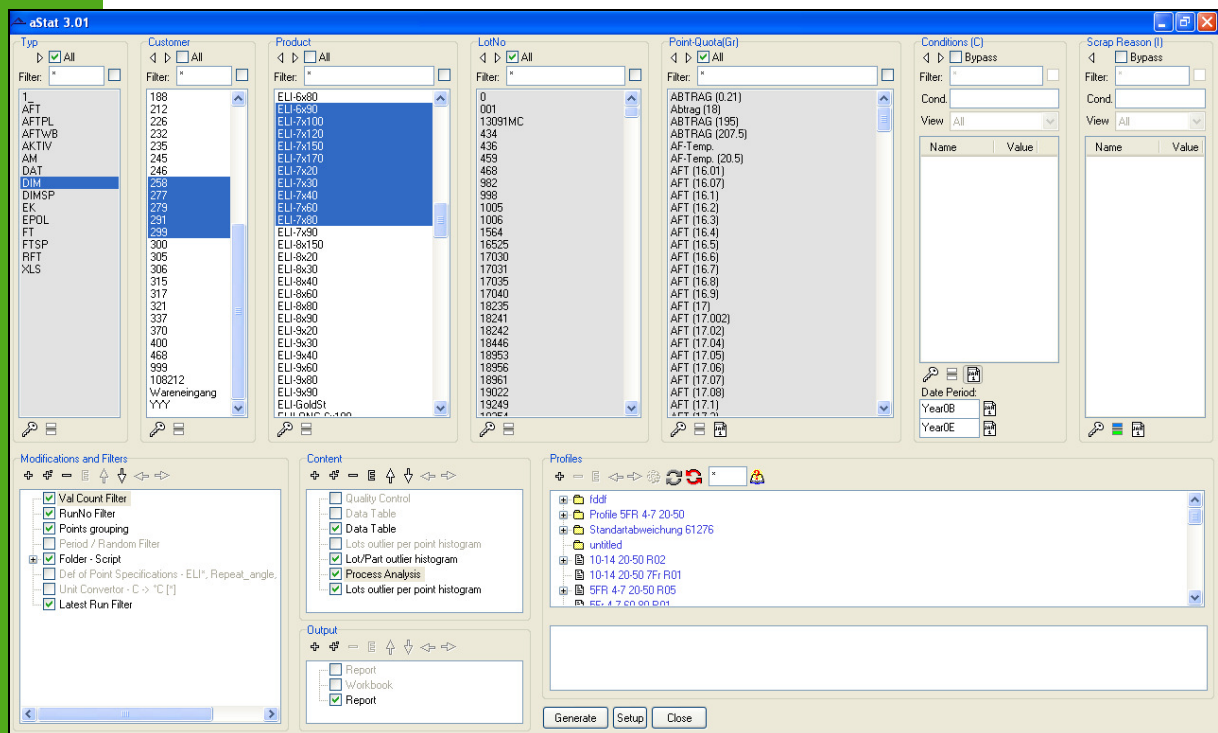 aStat 3.01
Typ
All
Filter: *
1_
AFT
AFTPL
AFTWB
AKTIV
AM
DAT
DIM
DIMSP
EK
EPOL
FT
FTSP
RFT
XLS
Customer
All
Filter: *
188
212
226
232
235
245
246
258
277
279
291
299
300
305
306
315
317
321
337
370
400
468
999
108212
Wareneingang
YYY
Product
All
Filter: *
ELI-6x80
ELI-6x90
ELI-7x100
ELI-7x120
ELI-7x150
ELI-7x170
ELI-7x20
ELI-7x30
ELI-7x40
ELI-7x60
ELI-7x80
ELI-7x90
ELI-8x150
ELI-8x20
ELI-8x30
ELI-8x40
ELI-8x60
ELI-8x80
ELI-8x90
ELI-9x20
ELI-9x30
ELI-9x40
ELI-9x60
ELI-9x80
ELI-9x90
ELI-GoldSt
LotNo
All
Filter: *
0
001
13091MC
434
436
459
468
982
998
1005
1006
1564
16525
17030
17031
17035
17040
18235
18241
18242
18446
18953
18956
18961
19022
19249
Point-Quota(Gr)
All
Filter: *
ABTRAG (0.21)
Abtrag (18)
ABTRAG (195)
ABTRAG (207.5)
AF-Temp.
AF-Temp. (20.5)
AFT (16.01)
AFT (16.07)
AFT (16.1)
AFT (16.2)
AFT (16.3)
AFT (16.4)
AFT (16.5)
AFT (16.6)
AFT (16.7)
AFT (16.8)
AFT (16.9)
AFT (17)
AFT (17.002)
AFT (17.02)
AFT (17.04)
AFT (17.05)
AFT (17.06)
AFT (17.07)
AFT (17.08)
AFT (17.1)
Conditions (C)
Bypass
Filter: *
Cond.
View All
Name Value
Date Period:
Year0B
Year0E
Scrap Reason (I)
Bypass
Filter: *
Cond.
View All
Name Value
Modifications and Filters
Val Count Filter
RunNo Filter
Points grouping
Period / Random Filter
Folder - Script
Def of Point Specifications - ELI*, Repeat_angle,
Unit Convertor - C -> °C [*]
Latest Run Filter
Content
Quality Control
Data Table
Data Table
Lots outlier per point histogram
Lot/Part outlier histogram
Process Analysis
Lots outlier per point histogram
Output
Report
Workbook
Report
Profiles
*
fddf
Profile 5FR 4-7 20-50
Standartabweichung 61276
untitled
10-14 20-50 R02
10-14 20-50 7Fr R01
5FR 4-7 20-50 R05
Generate Setup Close